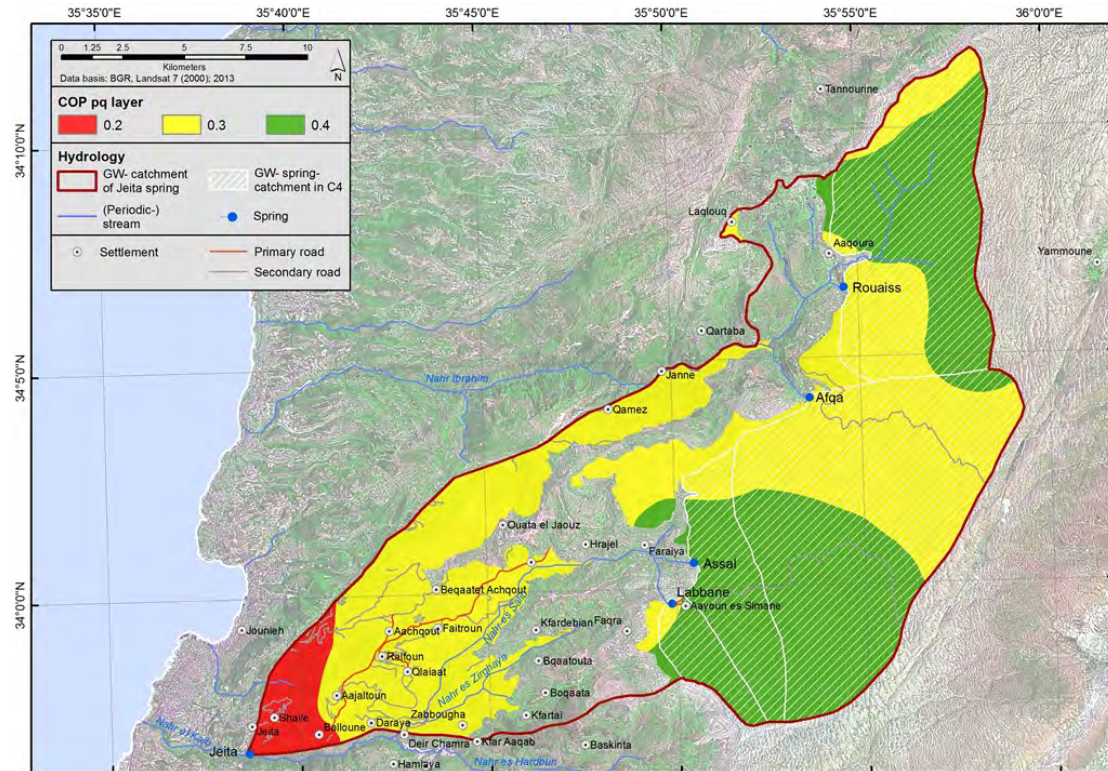 35°35'0"E
35°40'0"E
35°45'0"E
35°50'0"E
35°55'0"E
36°0'0"E
0 1.25 2.5 5 7.5 10
Kilometers
N
Data basis: BGR, Landsat 7 (2000); 2013
COP pq layer
0.2 0.3 0.4
Hydrology
GW- catchment
of Jeita spring
GW- spring-
catchment in C4
(Periodic-)
stream
Spring
Settlement
Primary road
Secondary road
34°10'0"N
34°5'0"N
34°0'0"N
Tannourine
Laqlouq
Aaqoura
Yammoune
Rouaiss
Qartaba
Janne
Nahr Ibrahim
Afqa
Qamez
Ouata el Jaouz
Hrajel
Faraiya
Assal
Beqaatet Achqout
Labbane
Aayoun es Simane
Nahr es Salib
Jounieh
Aachqout
Faitroun
Kfardebian
Faqra
Raifoun
Qlaiaat
Bqaatouta
Nahr es Zirghaya
Aajaltoun
Boqaata
Shaile
Jeita
Daraya
Zabbougha
Kfartai
Balloune
Nahr el Kalb
Deir Chamra
Kfar Aaqab
Baskinta
Jeita
Hamlaya
Nahr es Hardoun